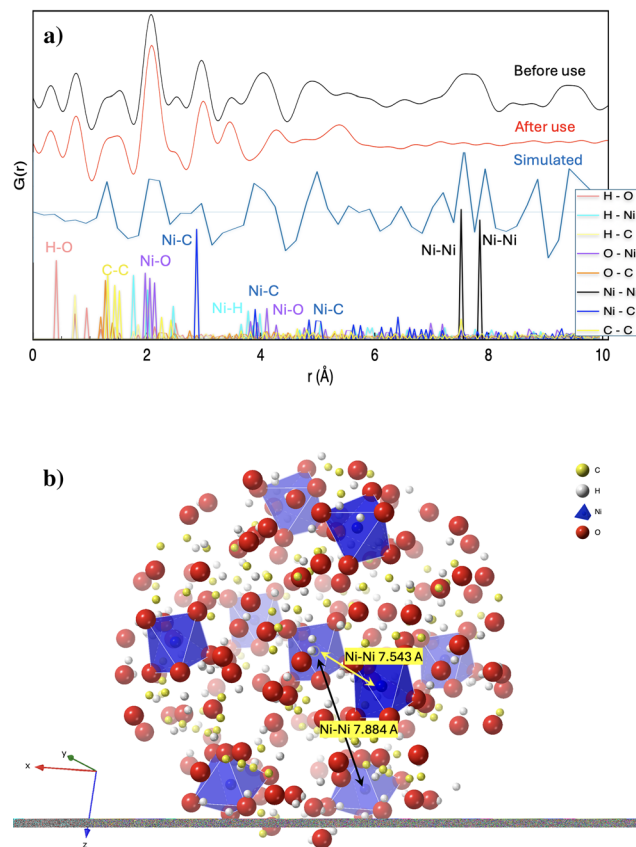 a)
Before use
After use
Simulated
G(r)
H-O
C-C
Ni-O
Ni-C
Ni-H
Ni-C
Ni-O
Ni-C
Ni-Ni
Ni-Ni
H - O
H - Ni
H - C
O - Ni
O - C
Ni - Ni
Ni - C
C - C
0 2 4 6 8 10
r (Å)
b)
C
H
Ni
O
Ni-Ni 7.543 A
Ni-Ni 7.884 A
y
x
z